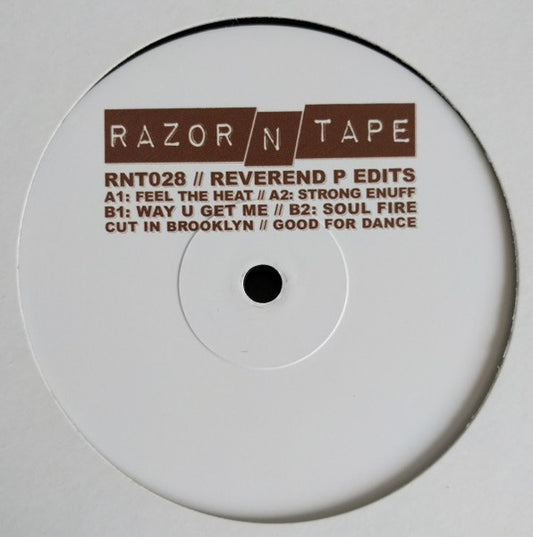 RAZOR N TAPE
RNT028 // REVEREND P EDITS
A1: FEEL THE HEAT // A2: STRONG ENUFF
B1: WAY U GET ME // B2: SOUL FIRE
CUT IN BROOKLYN // GOOD FOR DANCE